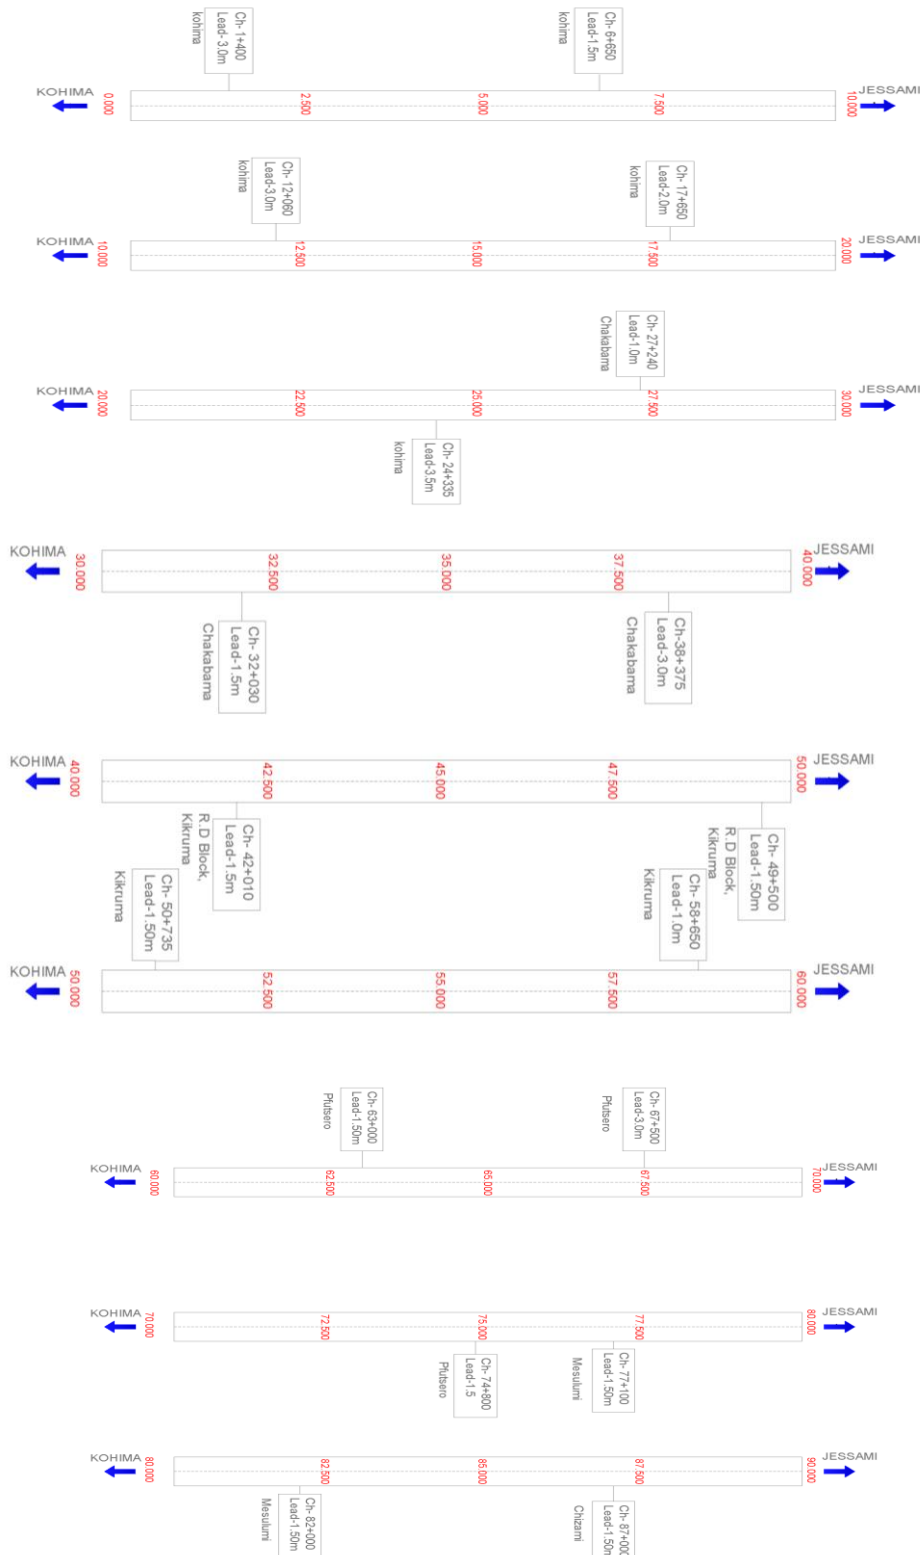 Ch- 1+400
Lead- 3.0m
kohima
Ch- 6+650
Lead-1.5m
kohima
KOHIMA
0.000
2.500
5.000
7.500
10.000
JESSAMI
Ch- 12+060
Lead-3.0m
kohima
Ch- 17+650
Lead-2.0m
kohima
KOHIMA
10.000
12.500
15.000
17.500
20.000
JESSAMI
Ch- 27+240
Lead-1.0m
Chakabama
KOHIMA
20.000
22.500
25.000
27.500
30.000
JESSAMI
Ch- 24+335
Lead-3.5m
kohima
KOHIMA
30.000
32.500
35.000
37.500
40.000
JESSAMI
Ch- 32+030
Lead-1.5m
Chakabama
Ch-38+375
Lead-3.0m
Chakabama
KOHIMA
40.000
42.500
45.000
47.500
50.000
JESSAMI
Ch- 42+010
Lead-1.5m
R.D Block,
Kikruma
Ch- 49+500
Lead-1.50m
R.D Block,
Kikruma
Ch- 50+735
Lead-1.50m
Kikruma
Ch- 58+650
Lead-1.0m
Kikruma
KOHIMA
50.000
52.500
55.000
57.500
60.000
JESSAMI
Ch- 63+000
Lead-1.50m
Pfutsero
Ch- 67+500
Lead-3.0m
Pfutsero
KOHIMA
60.000
62.500
65.000
67.500
70.000
JESSAMI
KOHIMA
70.000
72.500
75.000
77.500
80.000
JESSAMI
Ch- 74+800
Lead-1.5
Pfutsero
Ch- 77+100
Lead-1.50m
Mesulumi
KOHIMA
80.000
82.500
85.000
87.500
90.000
JESSAMI
Ch- 82+000
Lead-1.50m
Mesulumi
Ch- 87+000
Lead-1.50m
Chizami